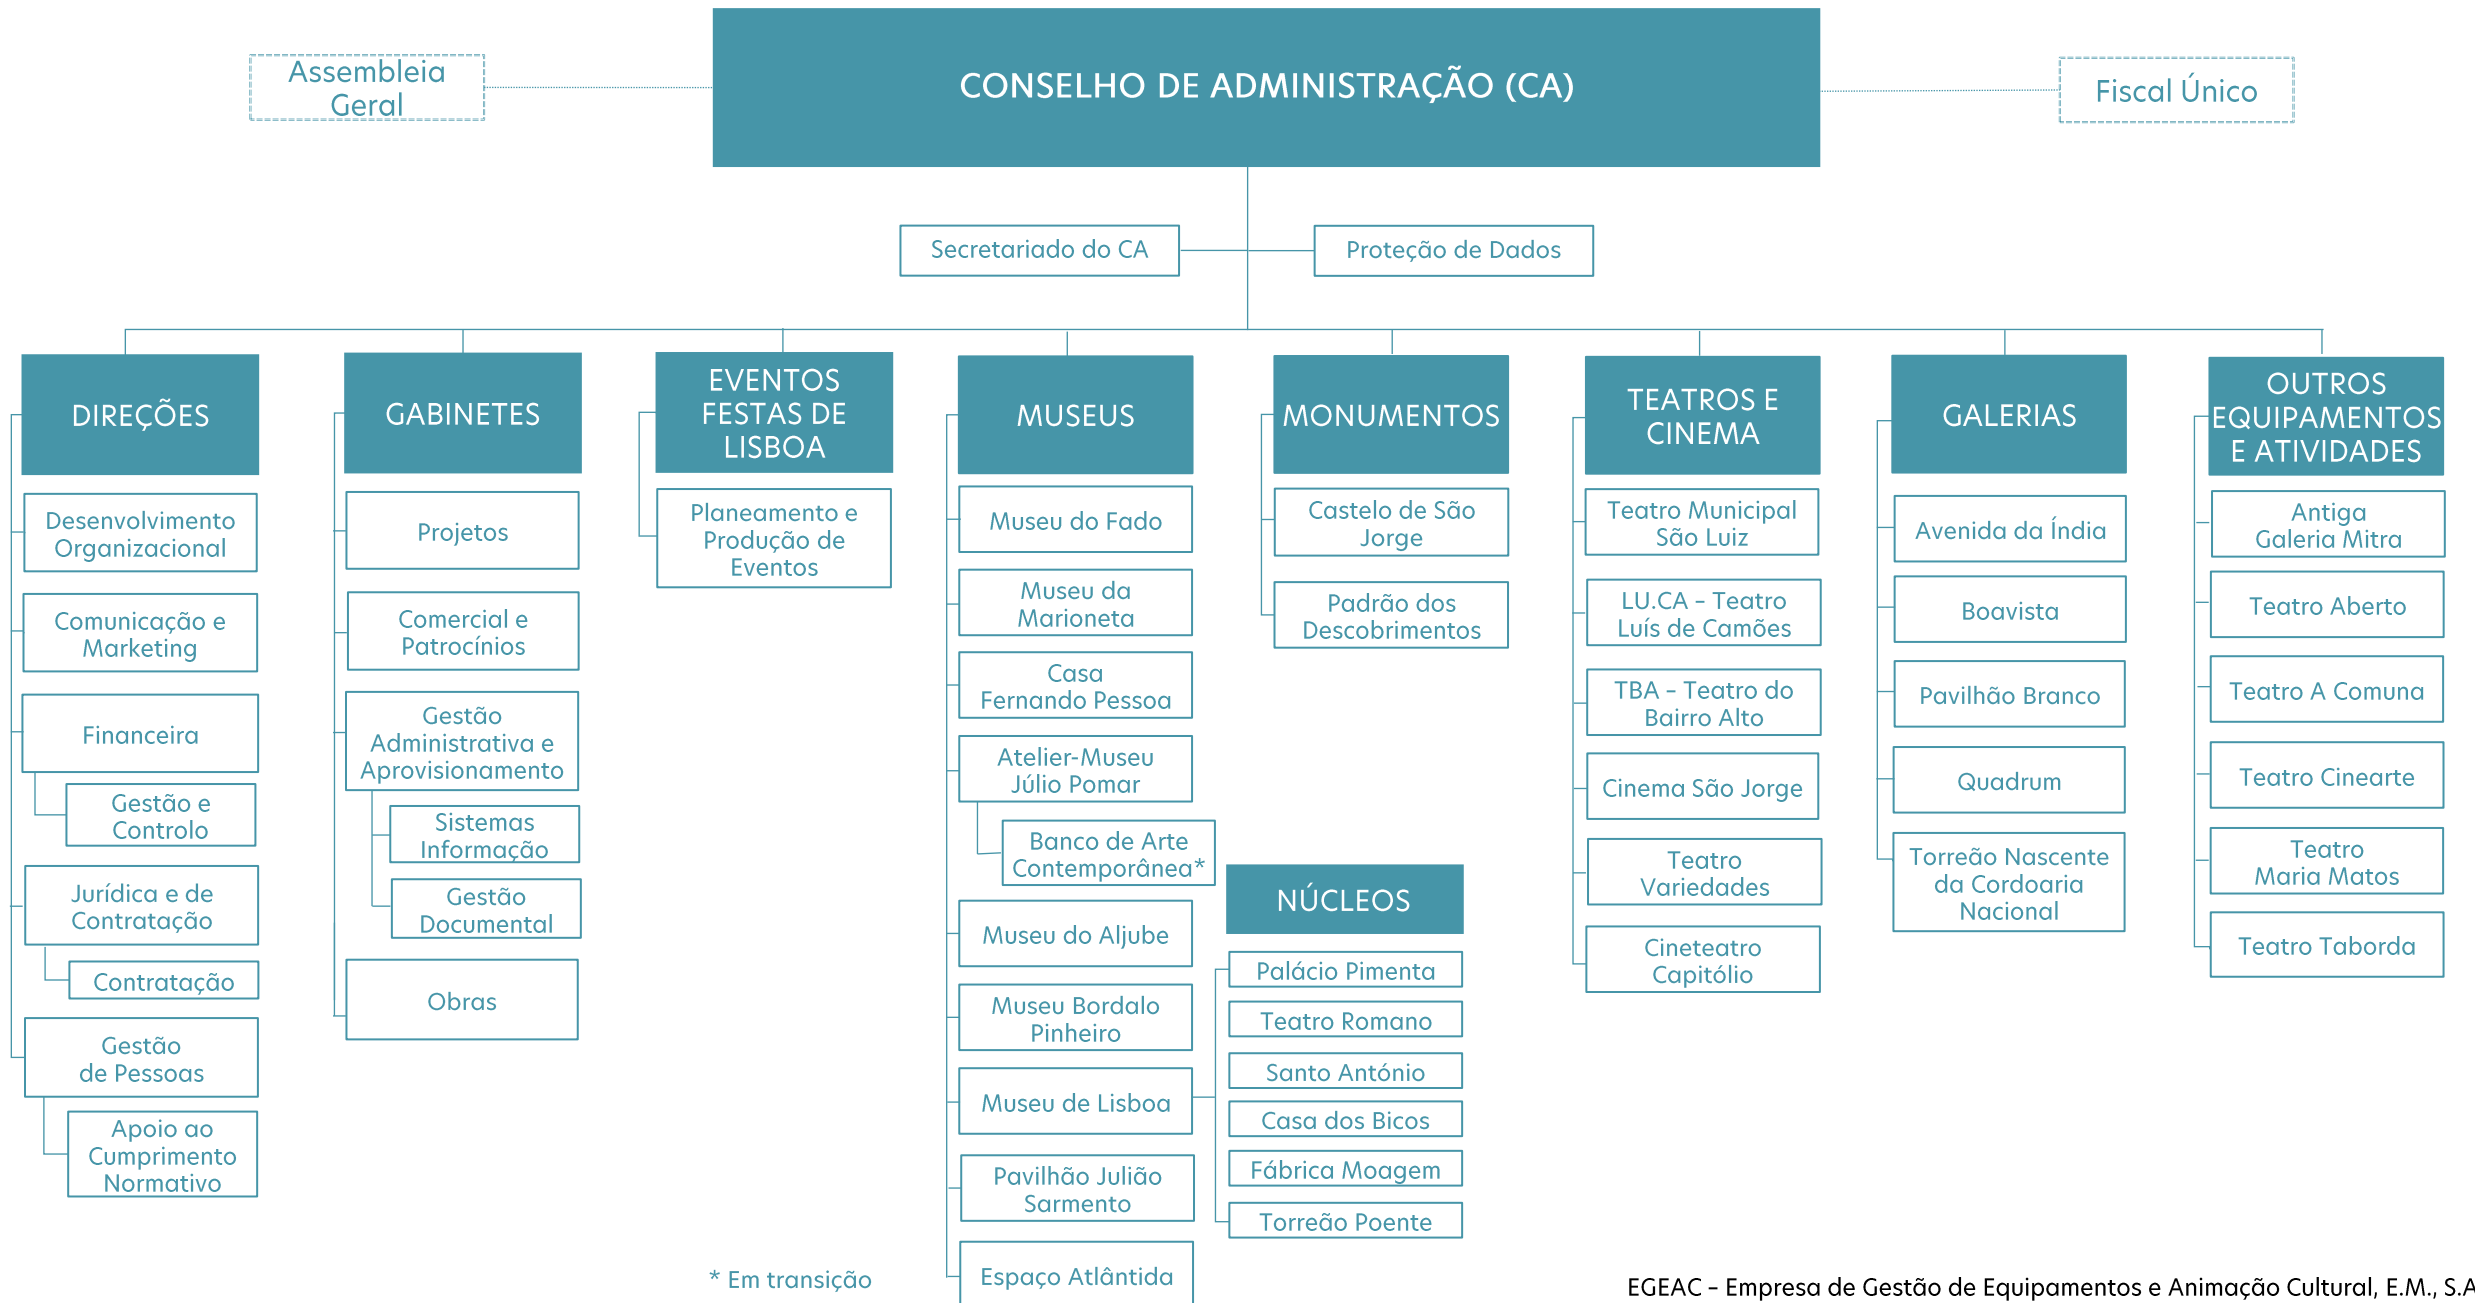 Assembleia
Geral
CONSELHO DE ADMINISTRAÇÃO (CA)
Fiscal Único
Secretariado do CA
Proteção de Dados
DIREÇÕES
Desenvolvimento
Organizacional
Comunicação e
Marketing
Financeira
Gestão e
Controlo
Jurídica e de
Contratação
Contratação
Gestão
de Pessoas
Apoio ao
Cumprimento
Normativo
GABINETES
Projetos
Comercial e
Patrocínios
Gestão
Administrativa e
Aprovisionamento
Sistemas
Informação
Gestão
Documental
Obras
EVENTOS
FESTAS DE
LISBOA
Planeamento e
Produção de
Eventos
MUSEUS
Museu do Fado
Museu da
Marioneta
Casa
Fernando Pessoa
Atelier-Museu
Júlio Pomar
Banco de Arte
Contemporânea*
Museu do Aljube
Museu Bordalo
Pinheiro
Museu de Lisboa
Pavilhão Julião
Sarmento
Espaço Atlântida
NÚCLEOS
Palácio Pimenta
Teatro Romano
Santo António
Casa dos Bicos
Fábrica Moagem
Torreão Poente
MONUMENTOS
Castelo de São
Jorge
Padrão dos
Descobrimentos
TEATROS E
CINEMA
Teatro Municipal
São Luiz
LU.CA – Teatro
Luís de Camões
TBA – Teatro do
Bairro Alto
Cinema São Jorge
Teatro
Variedades
Cineteatro
Capitólio
GALERIAS
Avenida da Índia
Boavista
Pavilhão Branco
Quadrum
Torreão Nascente
da Cordoaria
Nacional
OUTROS
EQUIPAMENTOS
E ATIVIDADES
Antiga
Galeria Mitra
Teatro Aberto
Teatro A Comuna
Teatro Cinearte
Teatro
Maria Matos
Teatro Taborda
* Em transição
EGEAC – Empresa de Gestão de Equipamentos e Animação Cultural, E.M., S.A